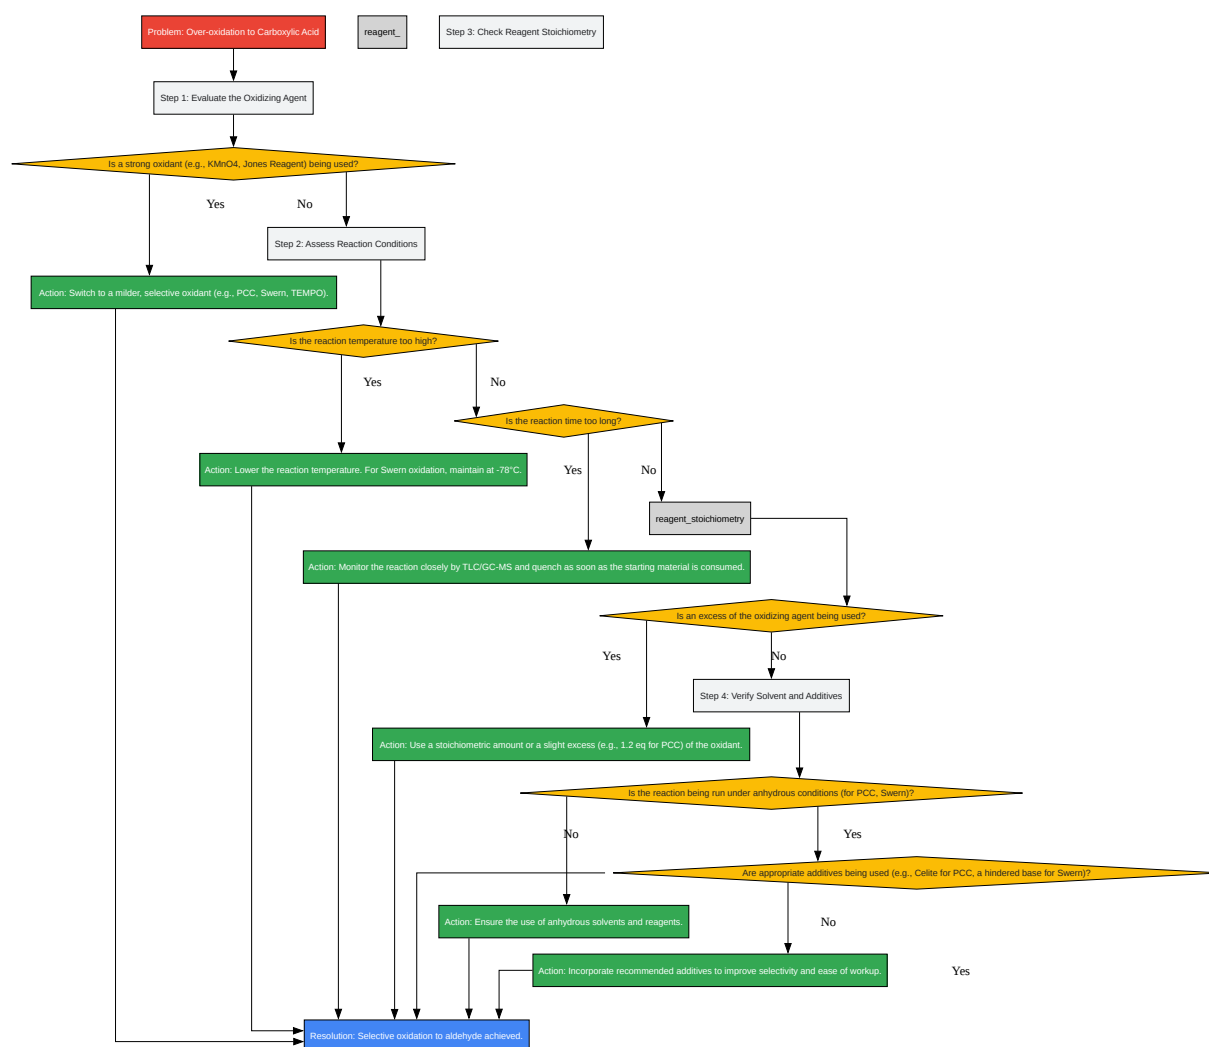 Problem: Over-oxidation to Carboxylic Acid
reagent_
Step 3: Check Reagent Stoichiometry
Step 1: Evaluate the Oxidizing Agent
Is a strong oxidant (e.g., KMnO4, Jones Reagent) being used?
Yes
No
Step 2: Assess Reaction Conditions
Action: Switch to a milder, selective oxidant (e.g., PCC, Swern, TEMPO).
Is the reaction temperature too high?
Yes
No
Is the reaction time too long?
Action: Lower the reaction temperature. For Swern oxidation, maintain at -78°C.
Yes
No
reagent_stoichiometry
Action: Monitor the reaction closely by TLC/GC-MS and quench as soon as the starting material is consumed.
Is an excess of the oxidizing agent being used?
Yes
No
Step 4: Verify Solvent and Additives
Action: Use a stoichiometric amount or a slight excess (e.g., 1.2 eq for PCC) of the oxidant.
Is the reaction being run under anhydrous conditions (for PCC, Swern)?
No
Yes
Are appropriate additives being used (e.g., Celite for PCC, a hindered base for Swern)?
Action: Ensure the use of anhydrous solvents and reagents.
No
Action: Incorporate recommended additives to improve selectivity and ease of workup.
Yes
Resolution: Selective oxidation to aldehyde achieved.